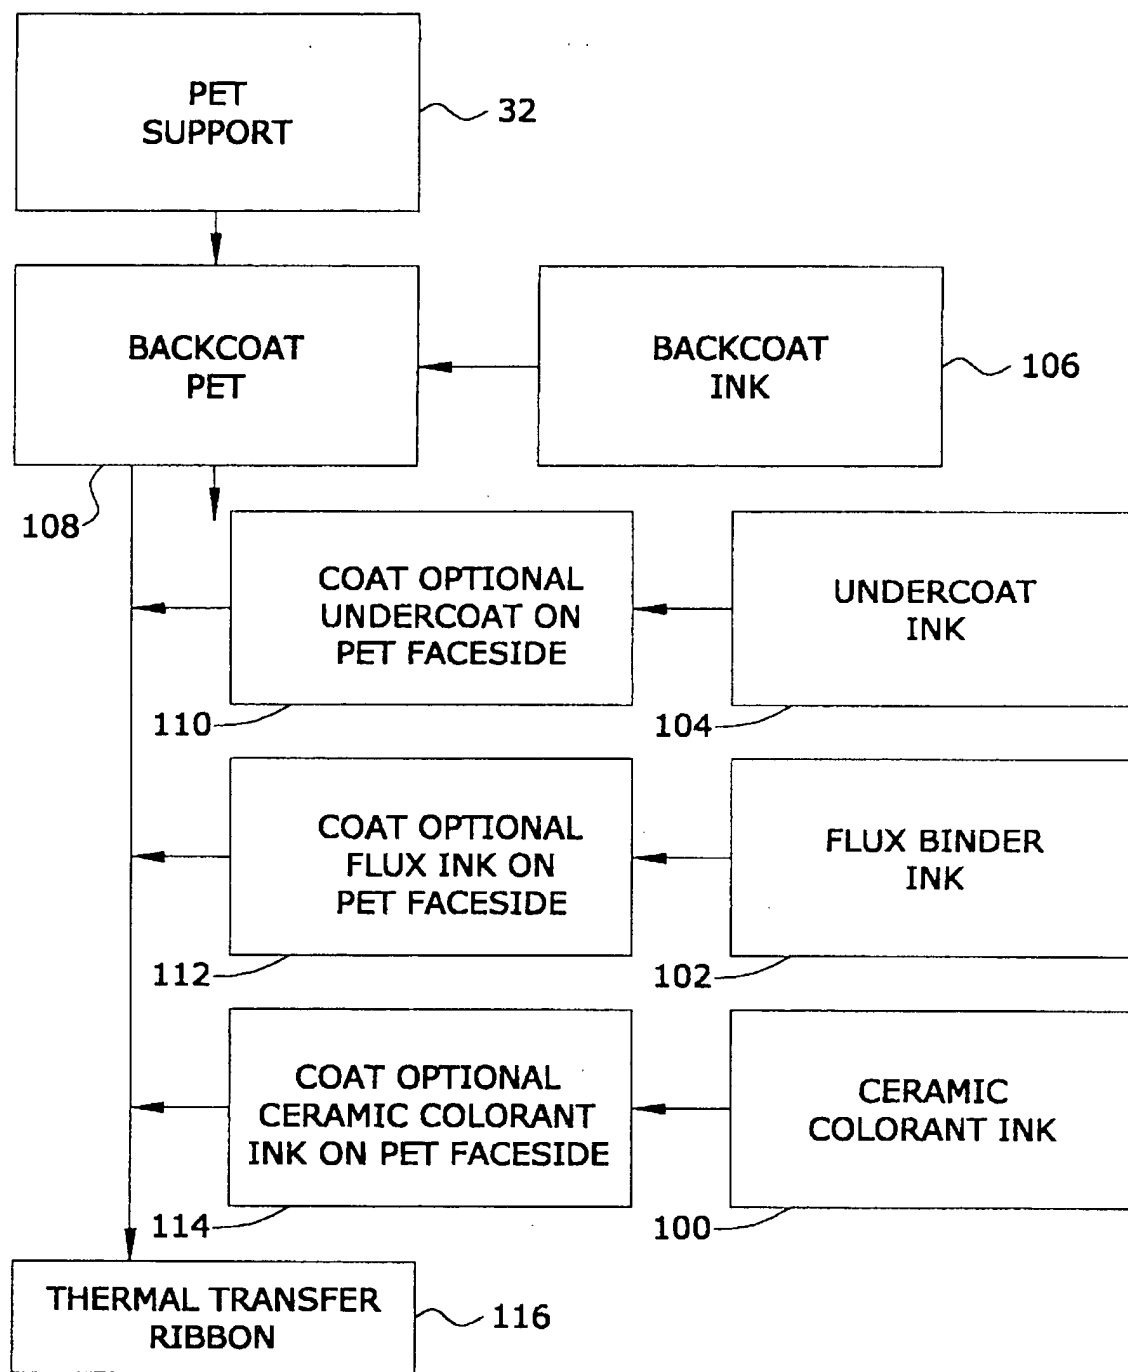 PET
SUPPORT
32
BACKCOAT
PET
BACKCOAT
INK
106
108
COAT OPTIONAL
UNDERCOAT ON
PET FACESIDE
UNDERCOAT
INK
110
104
COAT OPTIONAL
FLUX INK ON
PET FACESIDE
FLUX BINDER
INK
112
102
COAT OPTIONAL
CERAMIC COLORANT
INK ON PET FACESIDE
CERAMIC
COLORANT INK
114
100
THERMAL TRANSFER
RIBBON
116